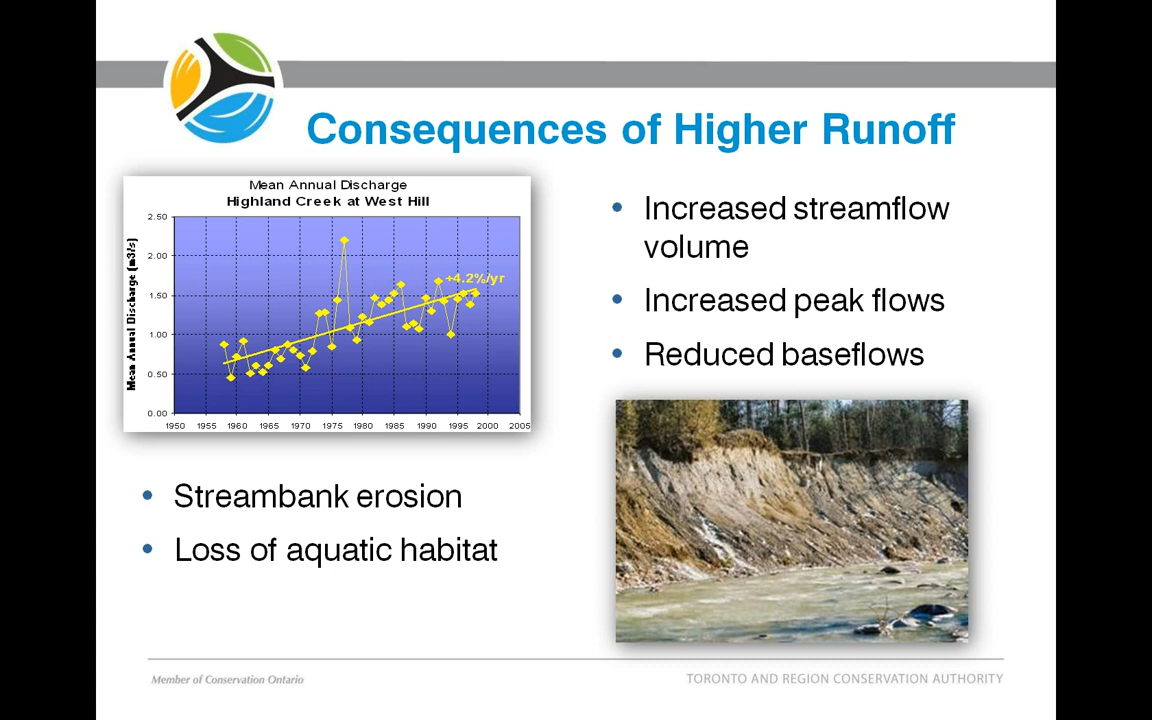 Consequences of Higher Runoff
Mean Annual Discharge
Highland Creek at West Hill
Mean Annual Discharge (m3/s)
2.50
2.00
1.50
1.00
0.50
0.00
+4.2%/yr
1950 1955 1960 1965 1970 1975 1980 1985 1990 1995 2000 2005
• Increased streamflow
volume
• Increased peak flows
• Reduced baseflows
• Streambank erosion
• Loss of aquatic habitat
Member of Conservation Ontario
TORONTO AND REGION CONSERVATION AUTHORITY